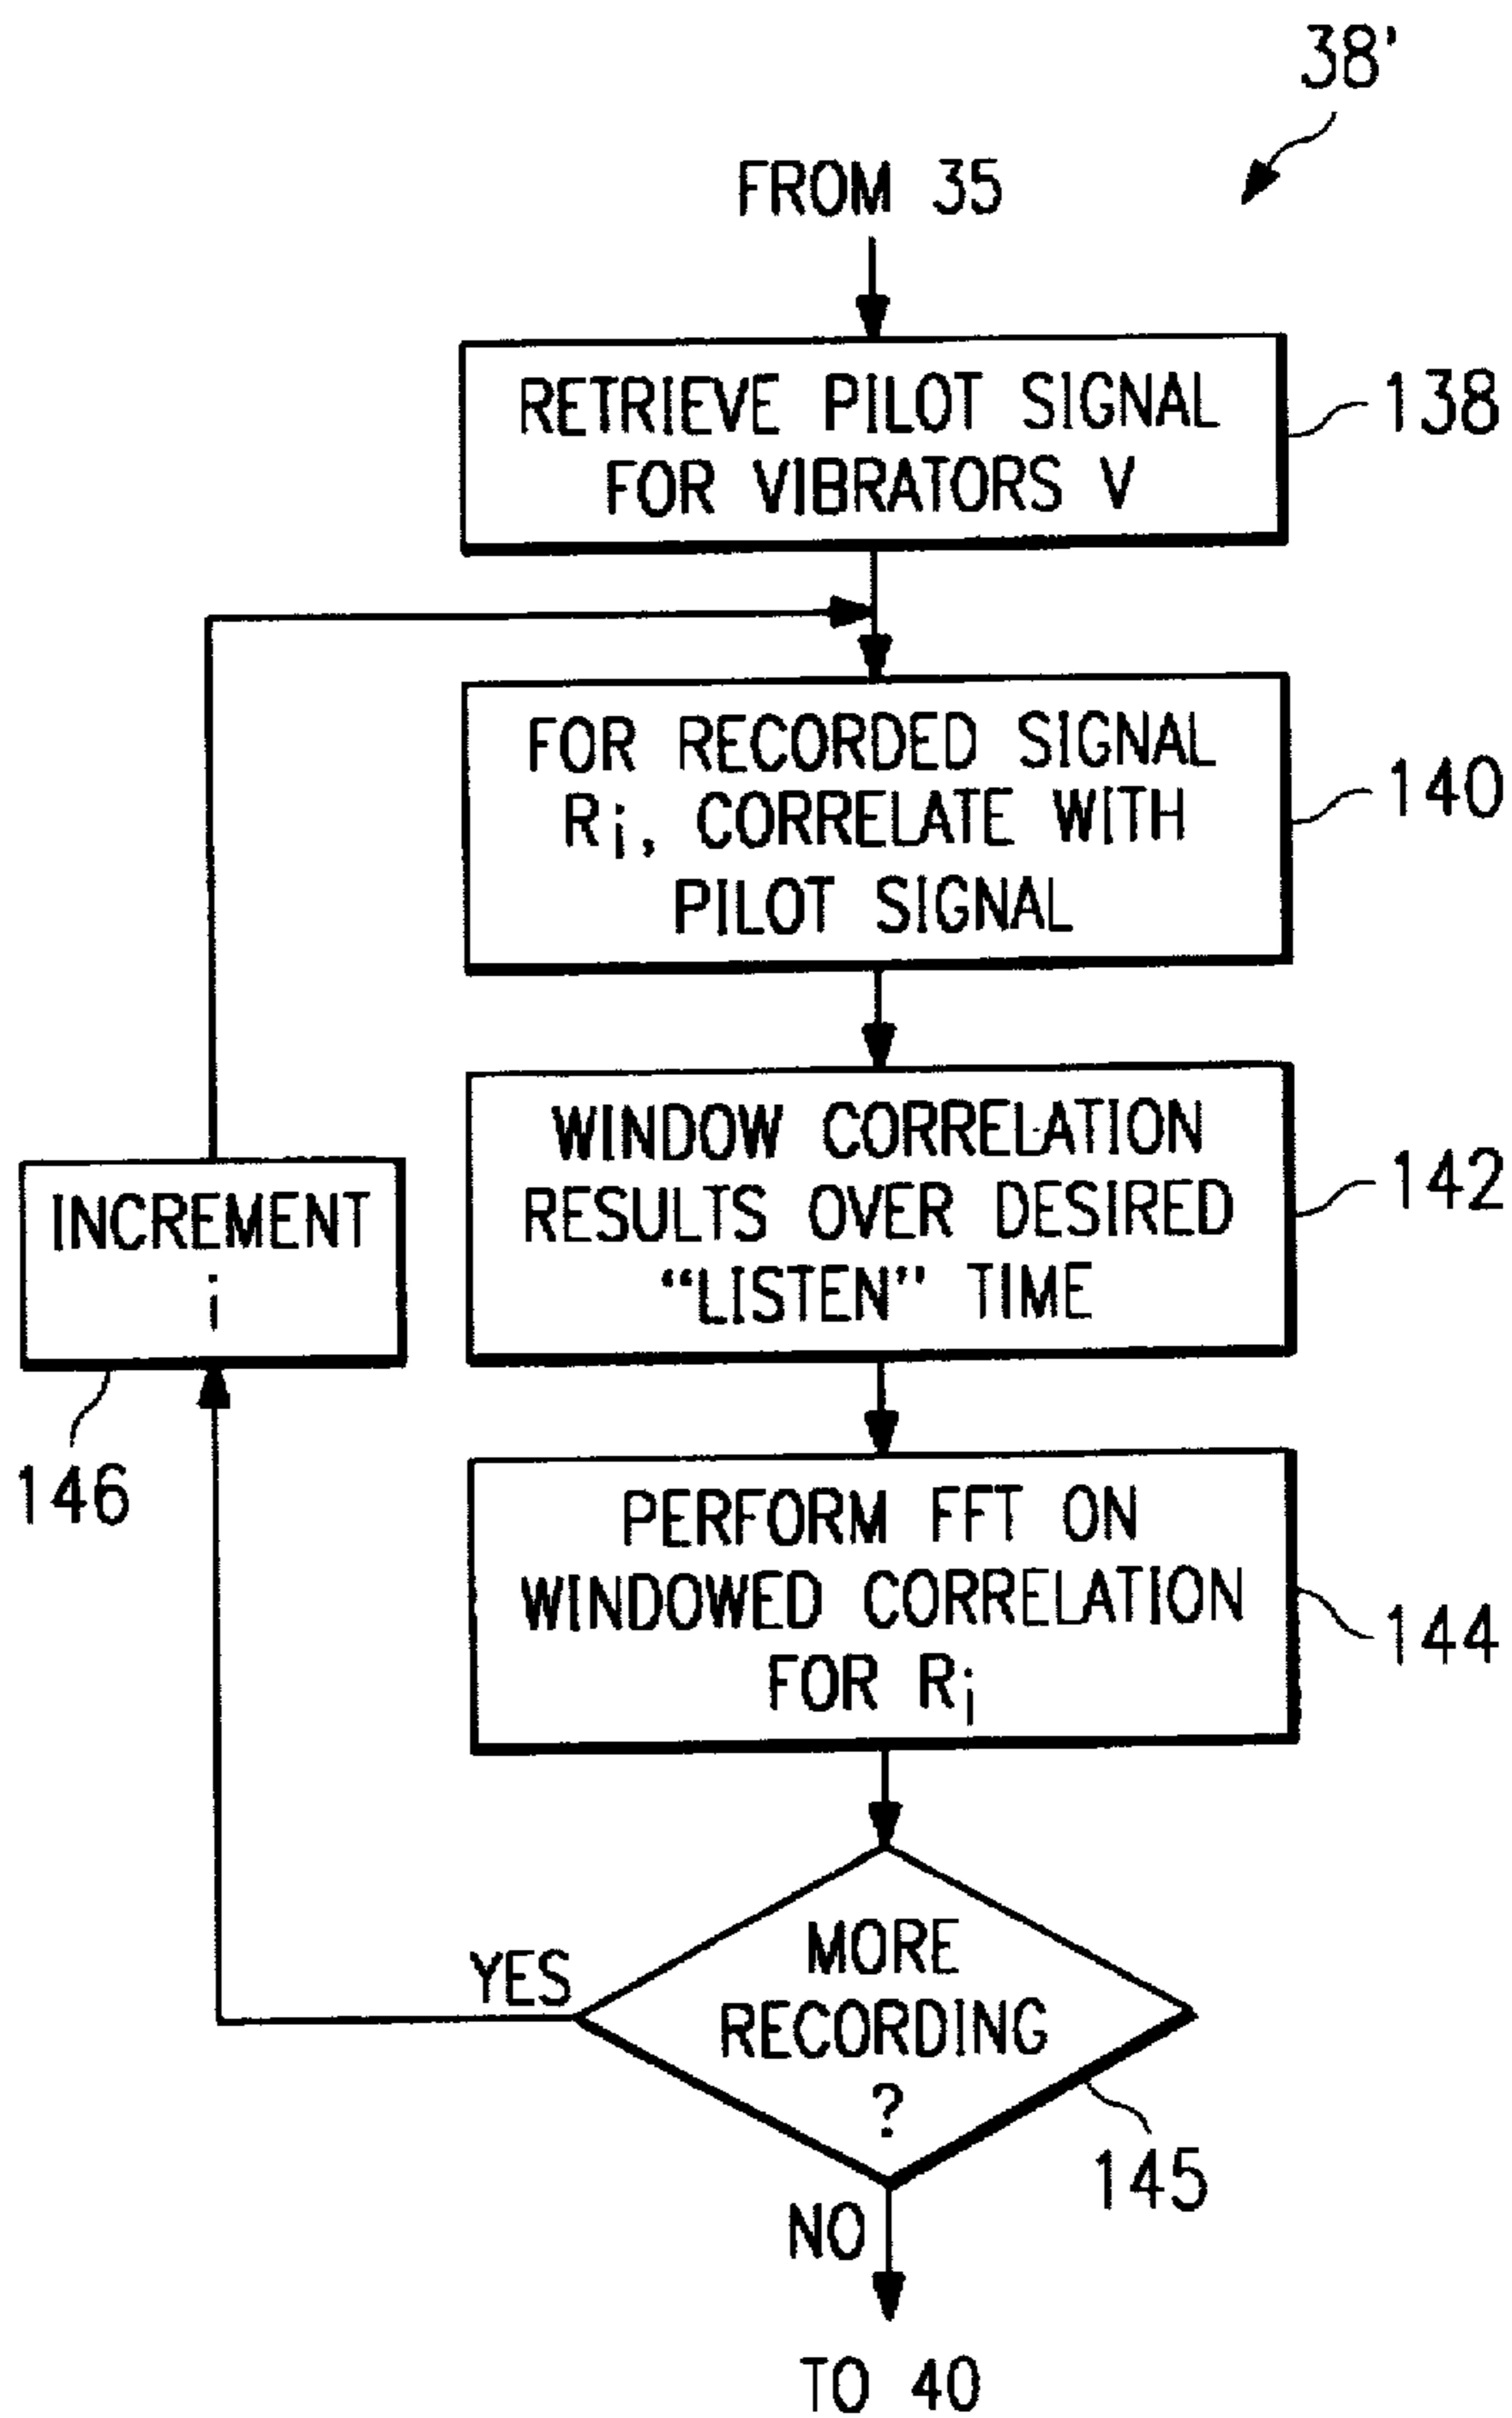 38'
FROM 35
RETRIEVE PILOT SIGNAL
FOR VIBRATORS V
138
FOR RECORDED SIGNAL
Ri, CORRELATE WITH
PILOT SIGNAL
140
WINDOW CORRELATION
RESULTS OVER DESIRED
“LISTEN” TIME
142
INCREMENT
i
146
PERFORM FFT ON
WINDOWED CORRELATION
FOR Ri
144
YES
MORE
RECORDING
?
145
NO
TO 40